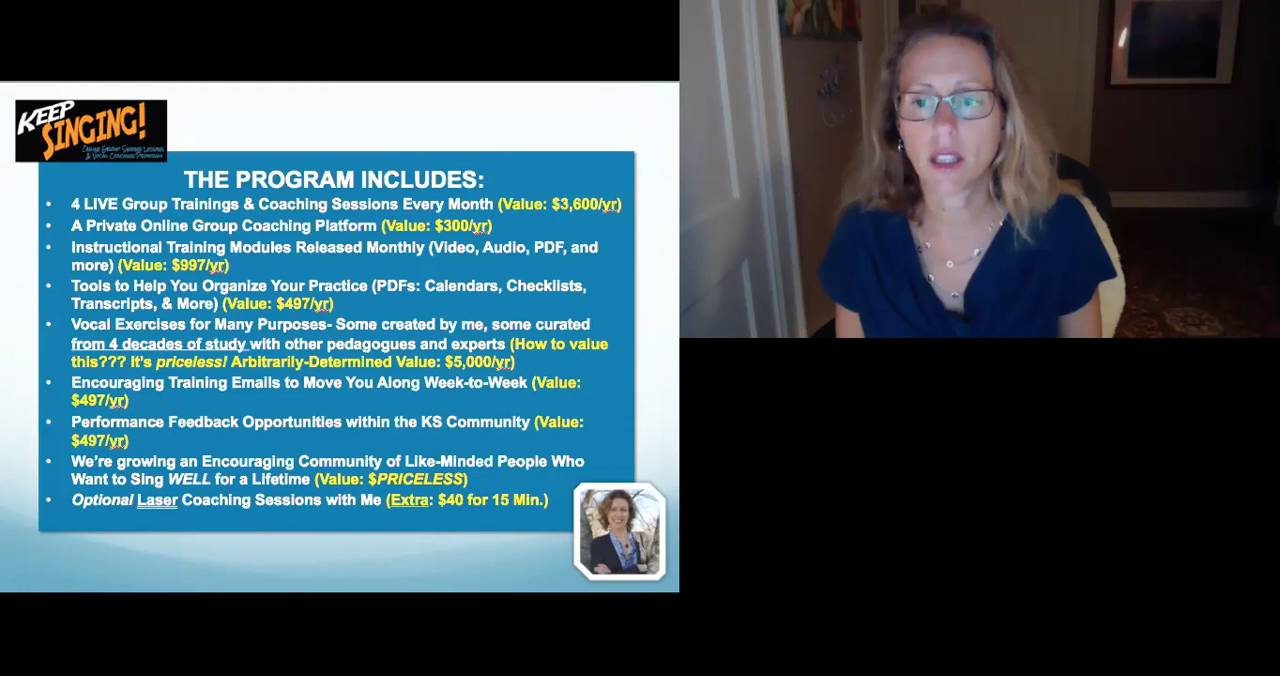 KEEP
SINGING!
ONLINE GROUP SINGING LESSONS
& VOCAL COACHING PROGRAM
THE PROGRAM INCLUDES:
• 4 LIVE Group Trainings & Coaching Sessions Every Month (Value: $3,600/yr)
• A Private Online Group Coaching Platform (Value: $300/yr)
• Instructional Training Modules Released Monthly (Video, Audio, PDF, and
more) (Value: $997/yr)
• Tools to Help You Organize Your Practice (PDFs: Calendars, Checklists,
Transcripts, & More) (Value: $497/yr)
• Vocal Exercises for Many Purposes- Some created by me, some curated
from 4 decades of study with other pedagogues and experts (How to value
this??? It's priceless! Arbitrarily-Determined Value: $5,000/yr)
• Encouraging Training Emails to Move You Along Week-to-Week (Value:
$497/yr)
• Performance Feedback Opportunities within the KS Community (Value:
$497/yr)
• We're growing an Encouraging Community of Like-Minded People Who
Want to Sing WELL for a Lifetime (Value: $PRICELESS)
• Optional Laser Coaching Sessions with Me (Extra: $40 for 15 Min.)